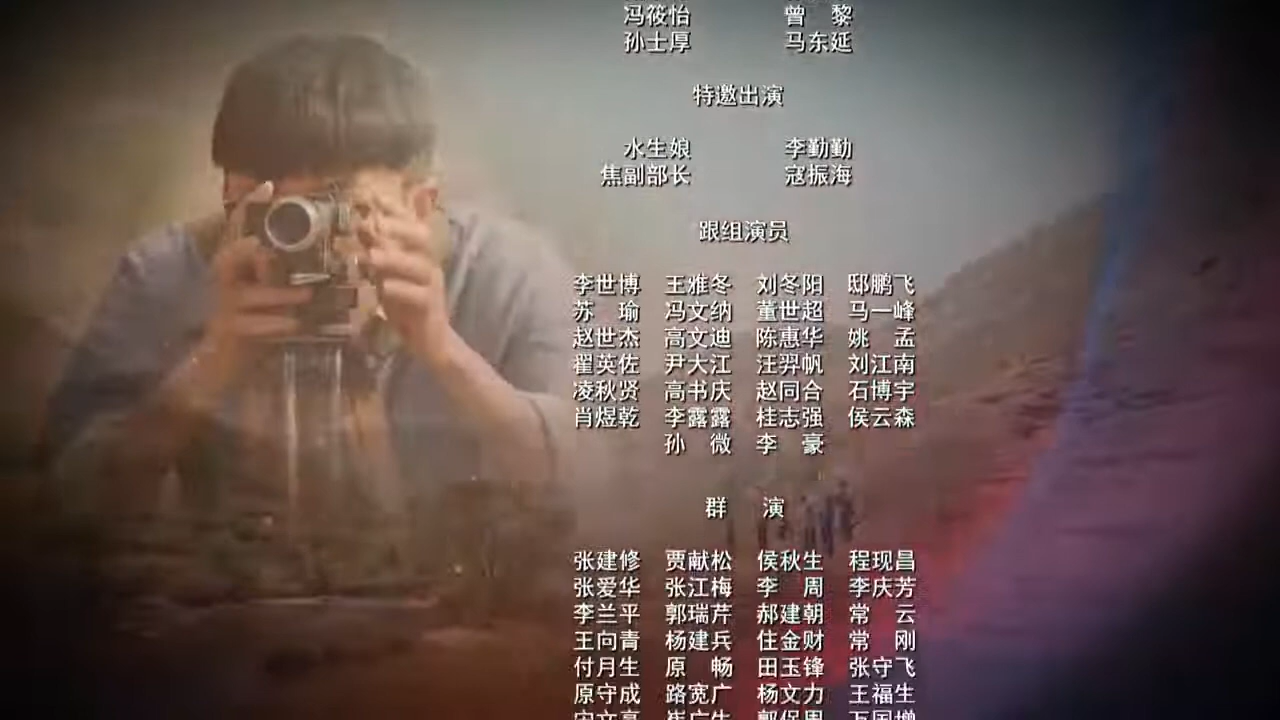 冯筱怡 曾 黎
孙士厚 马东延
特邀出演
水生娘 李勤勤
焦副部长 寇振海
跟组演员
李世博 王雅冬 刘冬阳 邸鹏飞
苏 瑜 冯文纳 董世超 马一峰
赵世杰 高文迪 陈惠华 姚 孟
翟英佐 尹大江 汪羿帆 刘江南
凌秋贤 高书庆 赵同合 石博宇
肖煜乾 李露露 桂志强 侯云森
孙 微 李 豪
群 演
张建修 贾献松 侯秋生 程现昌
张爱华 张江梅 李 周 李庆芳
李兰平 郭瑞芹 郝建朝 常 云
王向青 杨建兵 住金财 常 刚
付月生 原 畅 田玉锋 张守飞
原守成 路宽广 杨文力 王福生